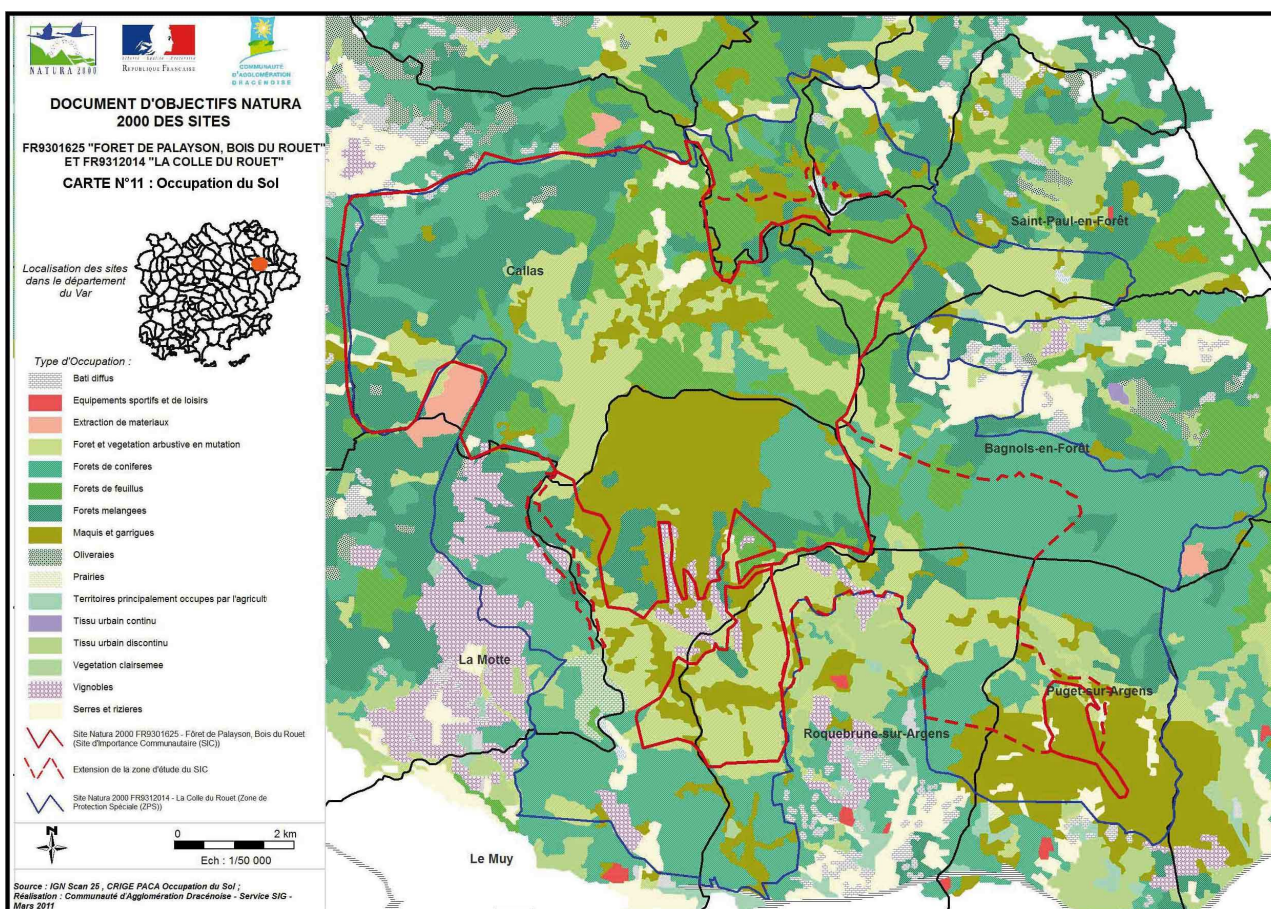 NATURA 2000
Liberté • Égalité • Fraternité
RÉPUBLIQUE FRANÇAISE
COMMUNAUTÉ
D'AGGLOMÉRATION
DRACÉNOISE
DOCUMENT D'OBJECTIFS NATURA
2000 DES SITES
FR9301625 "FORET DE PALAYSON, BOIS DU ROUET"
ET FR9312014 "LA COLLE DU ROUET"
CARTE N°11 : Occupation du Sol
Localisation des sites
dans le département
du Var
Type d'Occupation :
Bati diffus
Equipements sportifs et de loisirs
Extraction de materiaux
Foret et vegetation arbustive en mutation
Forets de coniferes
Forets de feuillus
Forets melangees
Maquis et garrigues
Oliveraies
Prairies
Territoires principalement occupes par l'agricult
Tissu urbain continu
Tissu urbain discontinu
Vegetation clairsemee
Vignobles
Serres et rizieres
Site Natura 2000 FR9301625 - Fôret de Palayson, Bois du Rouet
(Site d'Importance Communautaire (SIC))
Extension de la zone d'étude du SIC
Site Natura 2000 FR9312014 - La Colle du Rouet (Zone de
Protection Spéciale (ZPS))
N
0 2 km
Ech : 1/50 000
Source : IGN Scan 25 , CRIGE PACA Occupation du Sol ;
Réalisation : Communauté d'Agglomération Dracénoise - Service SIG -
Mars 2011
Saint-Paul-en-Forêt
Callas
Bagnols-en-Forêt
La Motte
Puget-sur-Argens
Roquebrune-sur-Argens
Le Muy